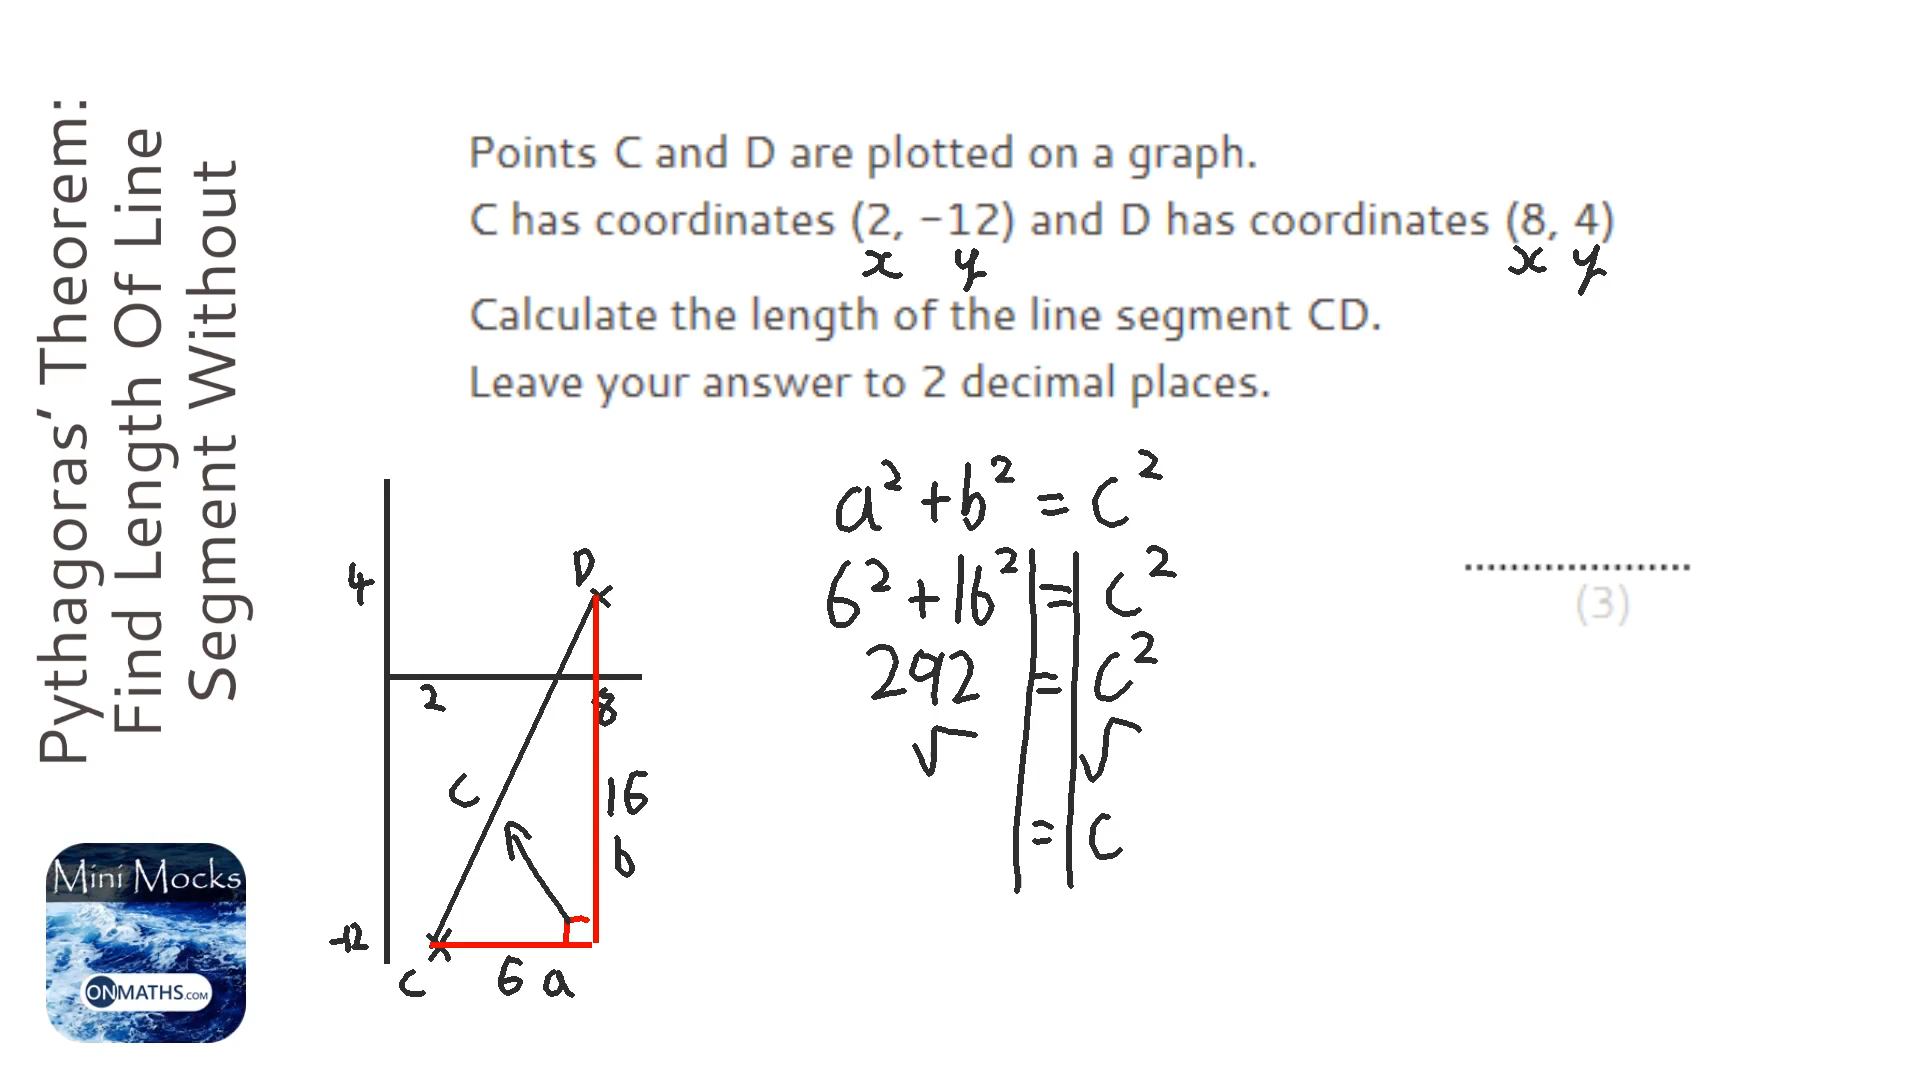 Pythagoras' Theorem:
Find Length Of Line
Segment Without
Points C and D are plotted on a graph.
C has coordinates (2, -12) and D has coordinates (8, 4)
x y x y
Calculate the length of the line segment CD.
Leave your answer to 2 decimal places.
a² + b² = c²
6² + 16² = c²
292 = c²
√ √
= c
....................
(3)
D
4
2 8
c 16
b
-12
C 6 a
Mini Mocks
ONMATHS.COM